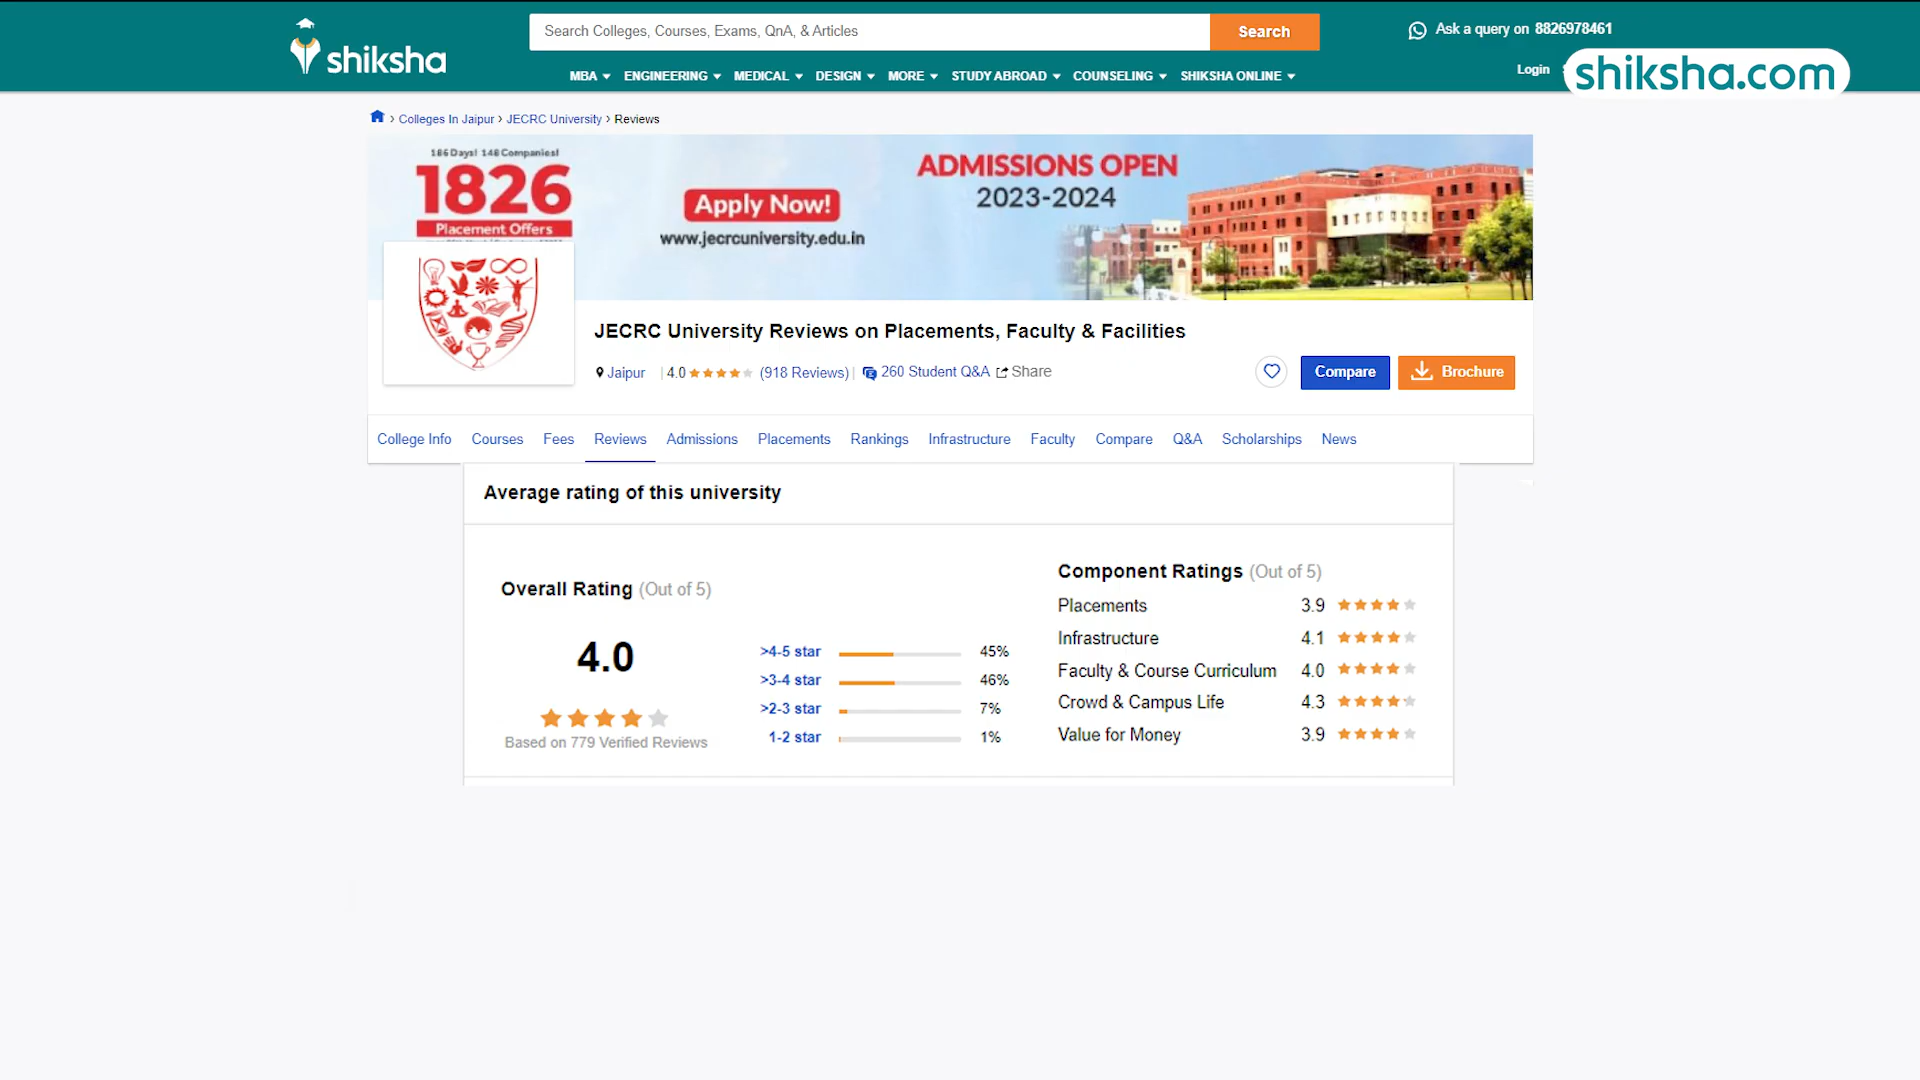 shiksha
Search Colleges, Courses, Exams, QnA, & Articles
Search
Ask a query on 8826978461
MBA
ENGINEERING
MEDICAL
DESIGN
MORE
STUDY ABROAD
COUNSELING
SHIKSHA ONLINE
Login
shiksha.com
› Colleges In Jaipur › JECRC University › Reviews
186 Days! 148 Companies!
1826
Placement Offers
Apply Now!
www.jecrcuniversity.edu.in
ADMISSIONS OPEN
2023-2024
JECRC University Reviews on Placements, Faculty & Facilities
Jaipur | 4.0 (918 Reviews) | 260 Student Q&A Share
Compare
Brochure
College Info Courses Fees Reviews Admissions Placements Rankings Infrastructure Faculty Compare Q&A Scholarships News
Average rating of this university
Overall Rating (Out of 5)
4.0
Based on 779 Verified Reviews
>4-5 star 45%
>3-4 star 46%
>2-3 star 7%
1-2 star 1%
Component Ratings (Out of 5)
Placements 3.9
Infrastructure 4.1
Faculty & Course Curriculum 4.0
Crowd & Campus Life 4.3
Value for Money 3.9